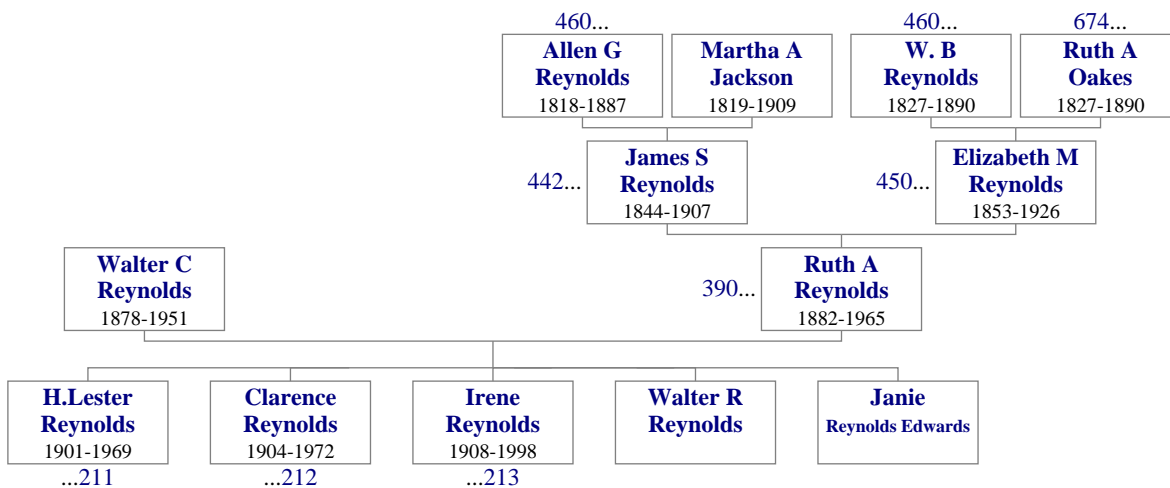 460...
460...
674...
Allen G
Reynolds
1818-1887
Martha A
Jackson
1819-1909
W. B
Reynolds
1827-1890
Ruth A
Oakes
1827-1890
442...
James S
Reynolds
1844-1907
450...
Elizabeth M
Reynolds
1853-1926
Walter C
Reynolds
1878-1951
390...
Ruth A
Reynolds
1882-1965
H.Lester
Reynolds
1901-1969
Clarence
Reynolds
1904-1972
Irene
Reynolds
1908-1998
Walter R
Reynolds
Janie
Reynolds Edwards
...211
...212
...213